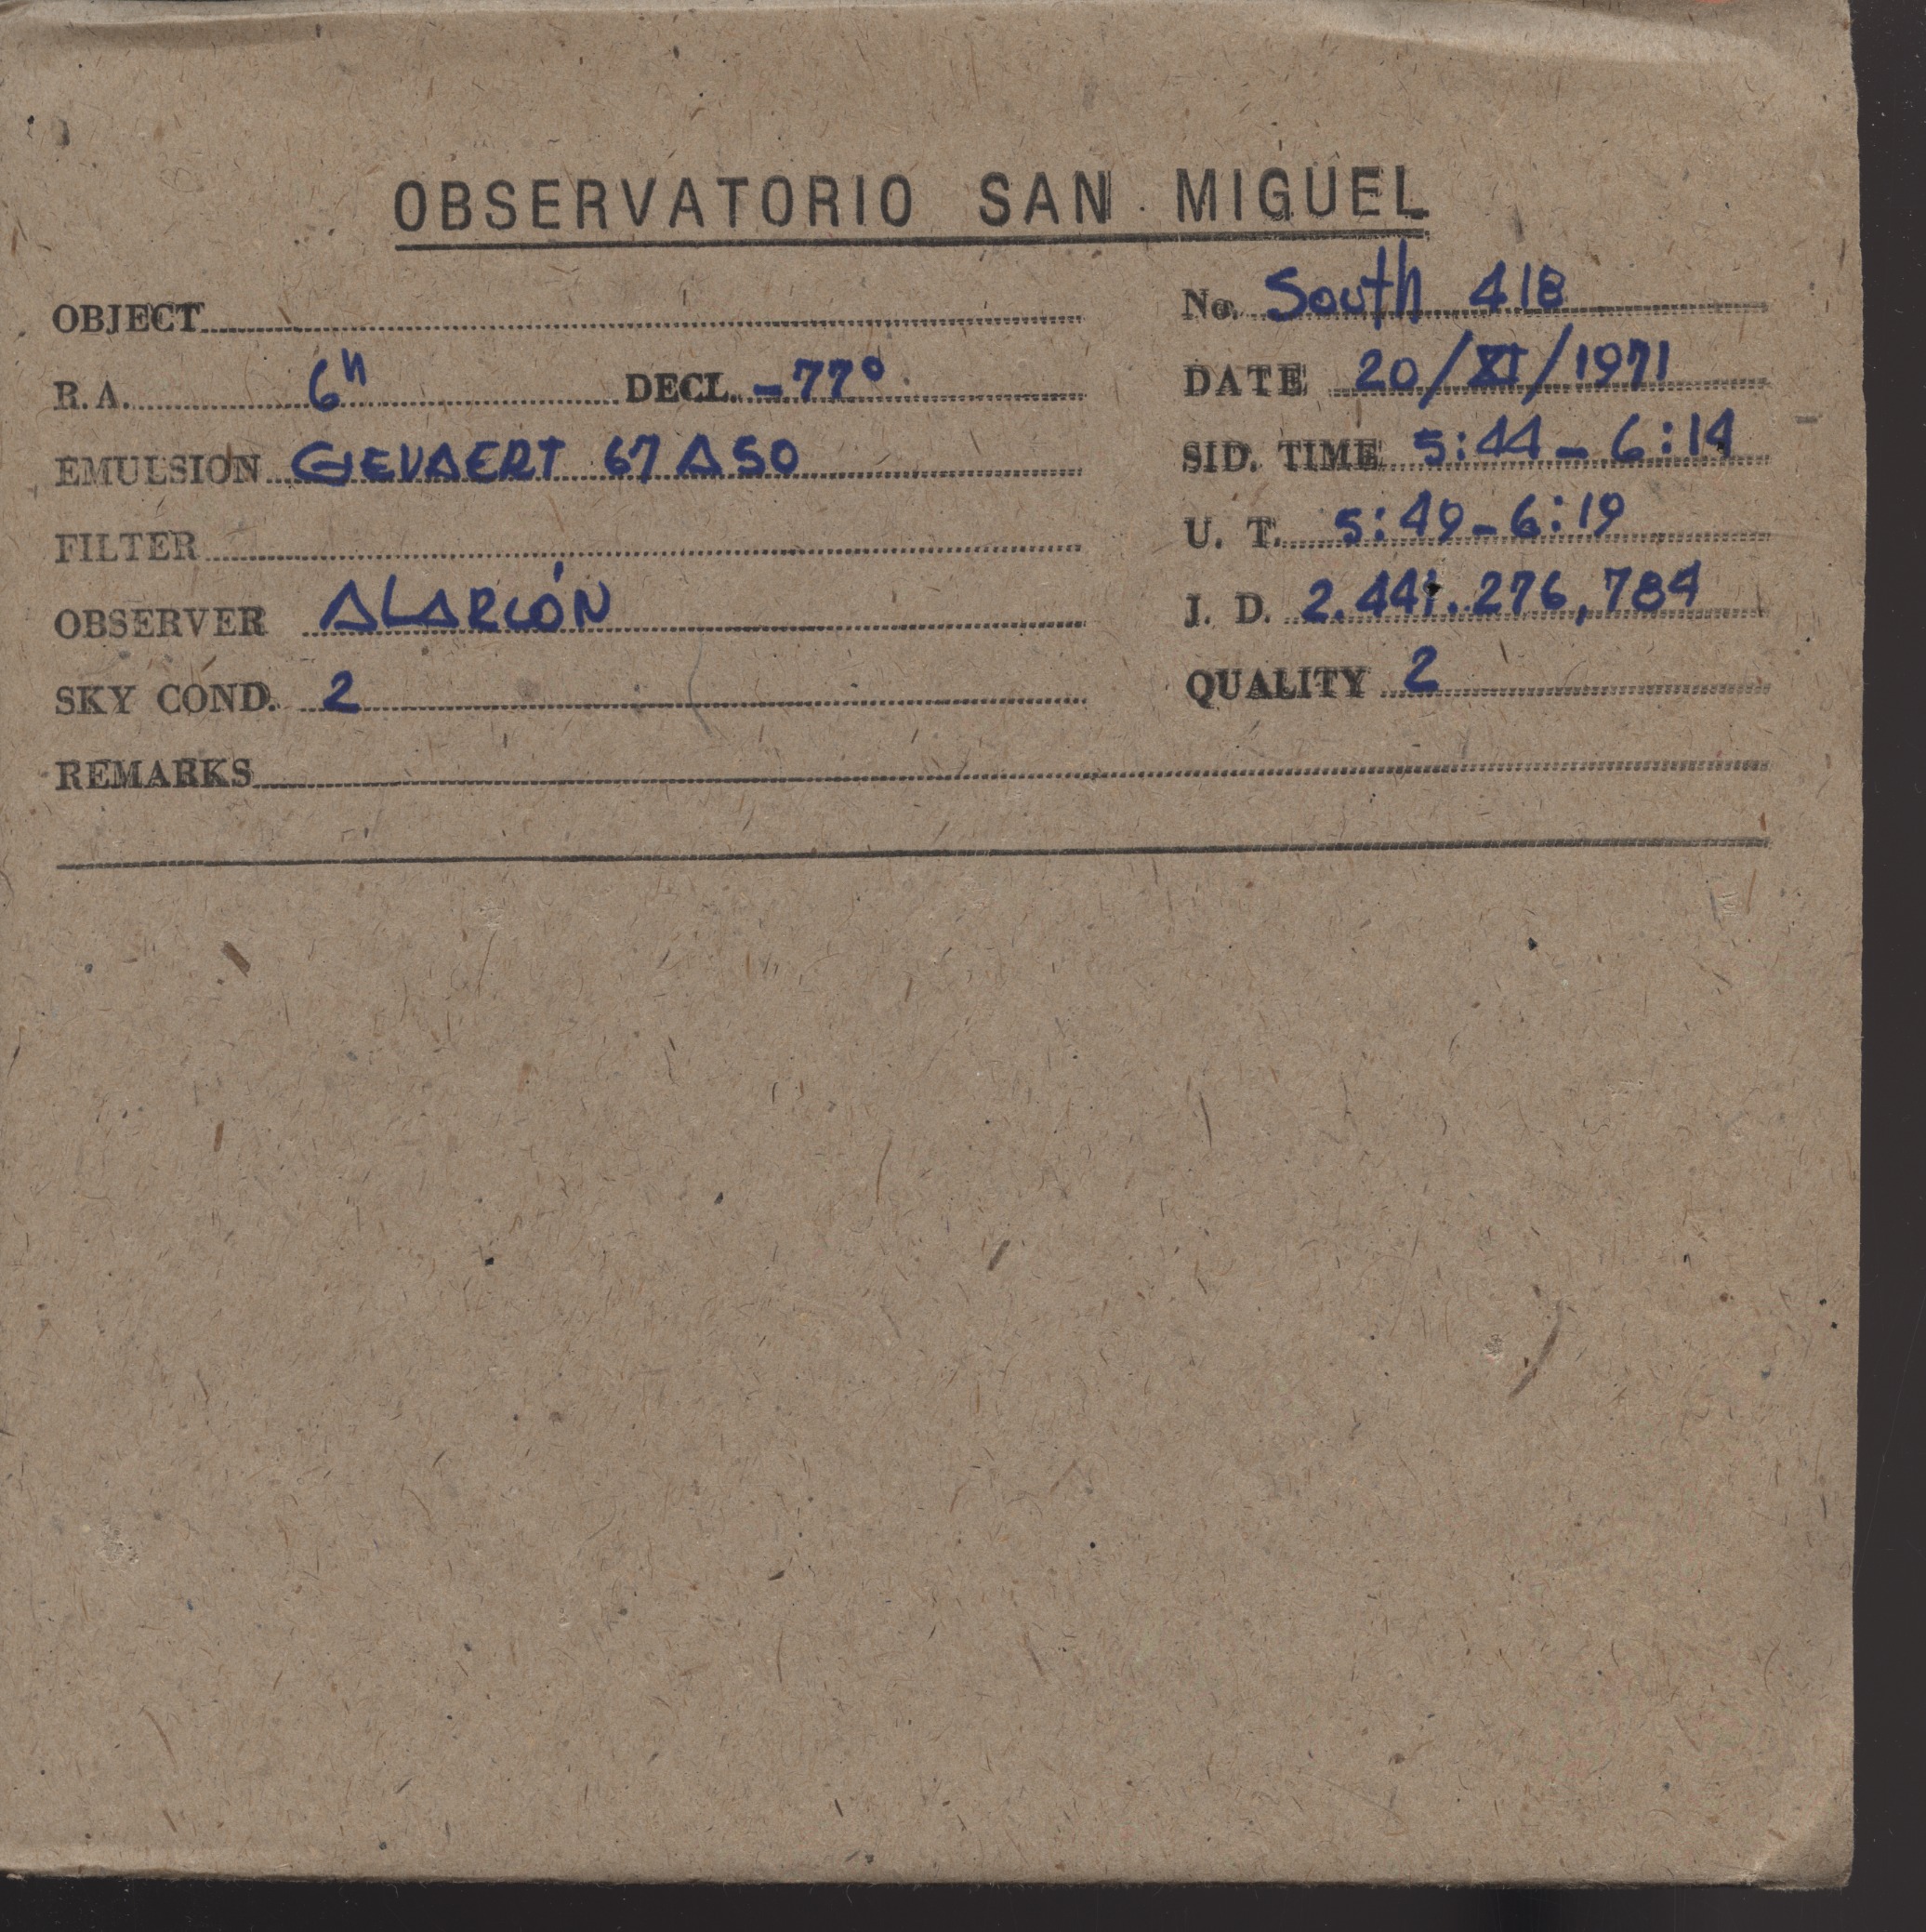 OBSERVATORIO SAN MIGUEL
OBJECT
No. South 418
R.A. 6h DECL. -77°
DATE 20/XI/1971
EMULSION GEVAERT 67 A 50
SID. TIME 5:44 - 6:14
FILTER
U. T. 5:49 - 6:19
OBSERVER ALARCÓN
J. D. 2.441.276,784
SKY COND. 2
QUALITY 2
REMARKS